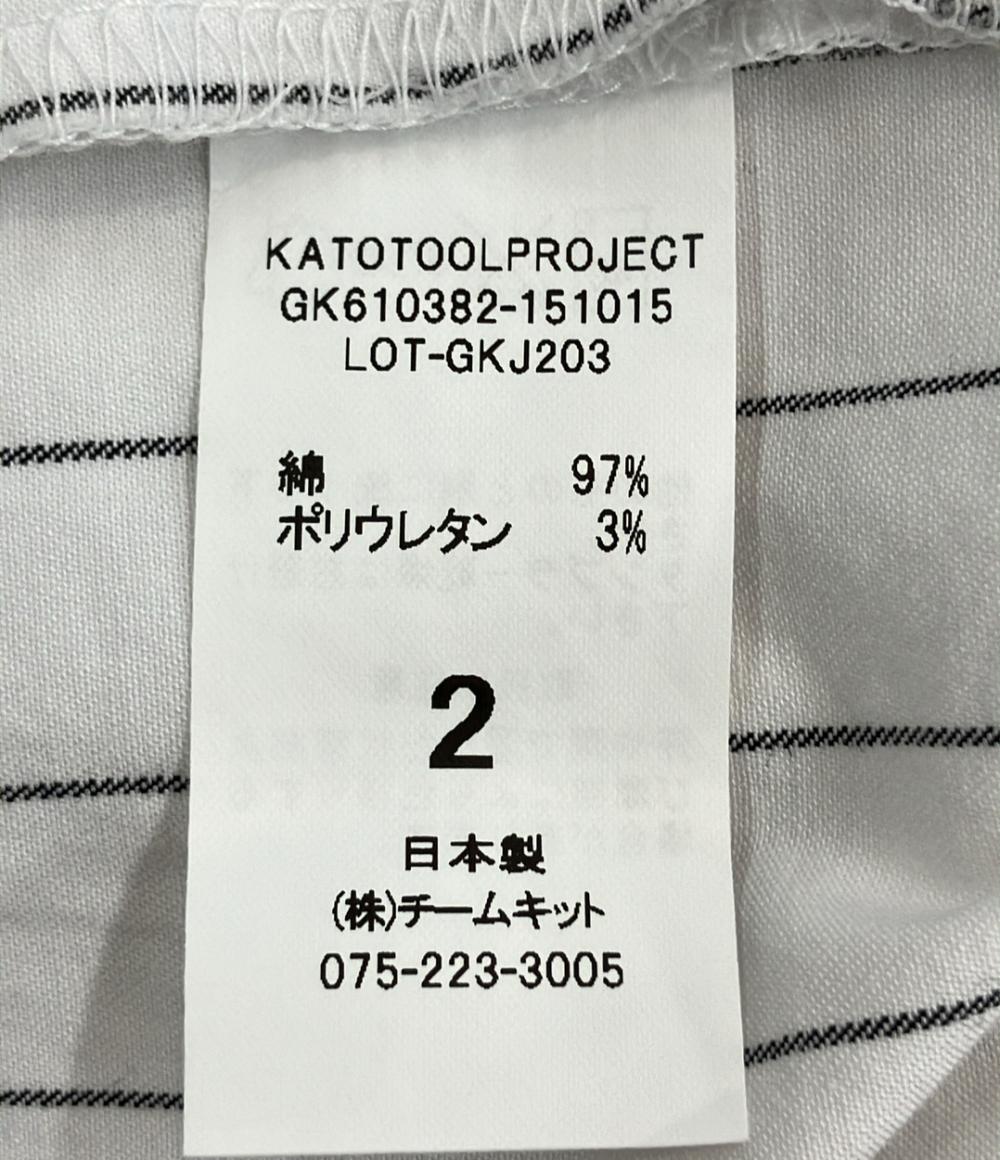 KATOTOOLPROJECT
GK610382-151015
LOT-GKJ203
綿 97%
ポリウレタン 3%
2
日本製
(株)チームキット
075-223-3005